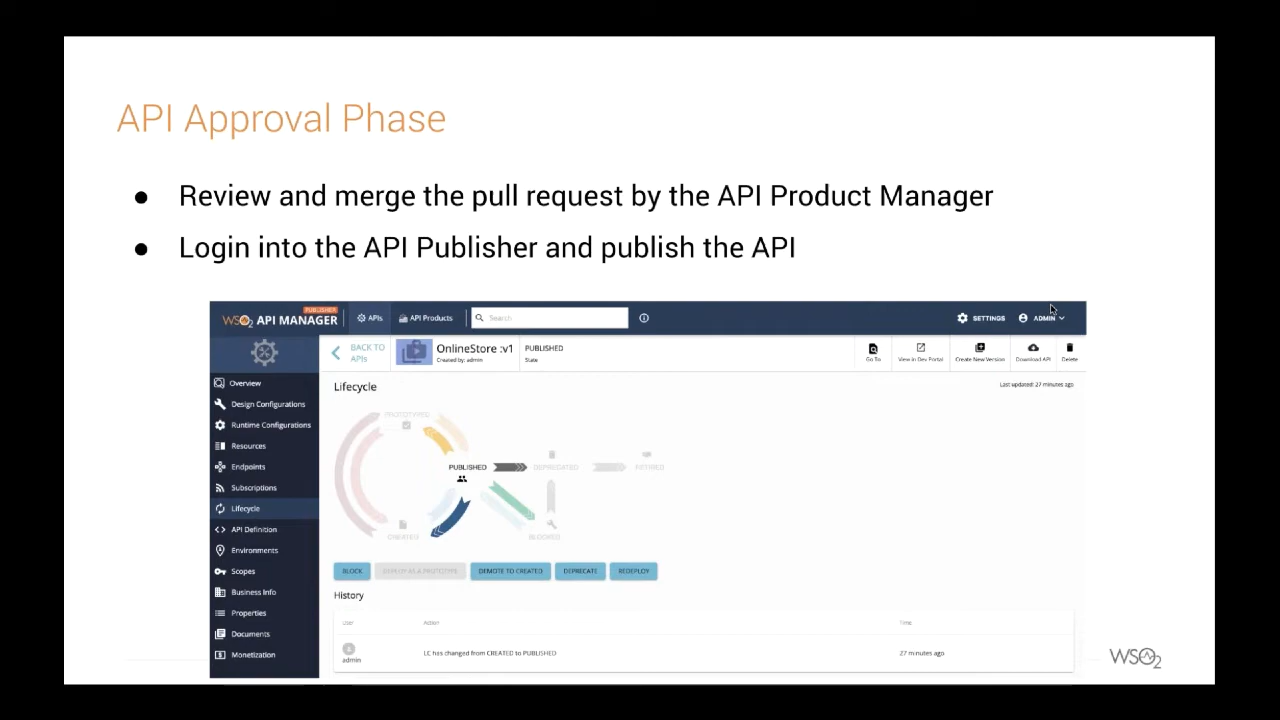 API Approval Phase
● Review and merge the pull request by the API Product Manager
● Login into the API Publisher and publish the API
PUBLISHER
WSO2 API MANAGER
APIs
API Products
Search
SETTINGS
ADMIN
BACK TO APIs
OnlineStore :v1
Created by: admin
PUBLISHED
State
Go To
View in Dev Portal
Create New Version
Download API
Delete
Overview
Design Configurations
Runtime Configurations
Resources
Endpoints
Subscriptions
Lifecycle
API Definition
Environments
Scopes
Business Info
Properties
Documents
Monetization
Lifecycle
Last updated: 27 minutes ago
PROTOTYPED
PUBLISHED
DEPRECATED
RETIRED
CREATED
BLOCKED
BLOCK
DEPLOY AS A PROTOTYPE
DEMOTE TO CREATED
DEPRECATE
REDEPLOY
History
User
Action
Time
admin
LC has changed from CREATED to PUBLISHED
27 minutes ago
WSO2